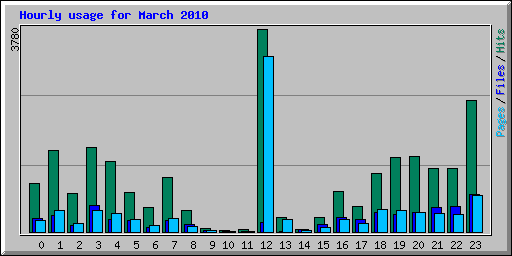 Hourly usage for March 2010
3780
Pages/Files/Hits
0 1 2 3 4 5 6 7 8 9 10 11 12 13 14 15 16 17 18 19 20 21 22 23